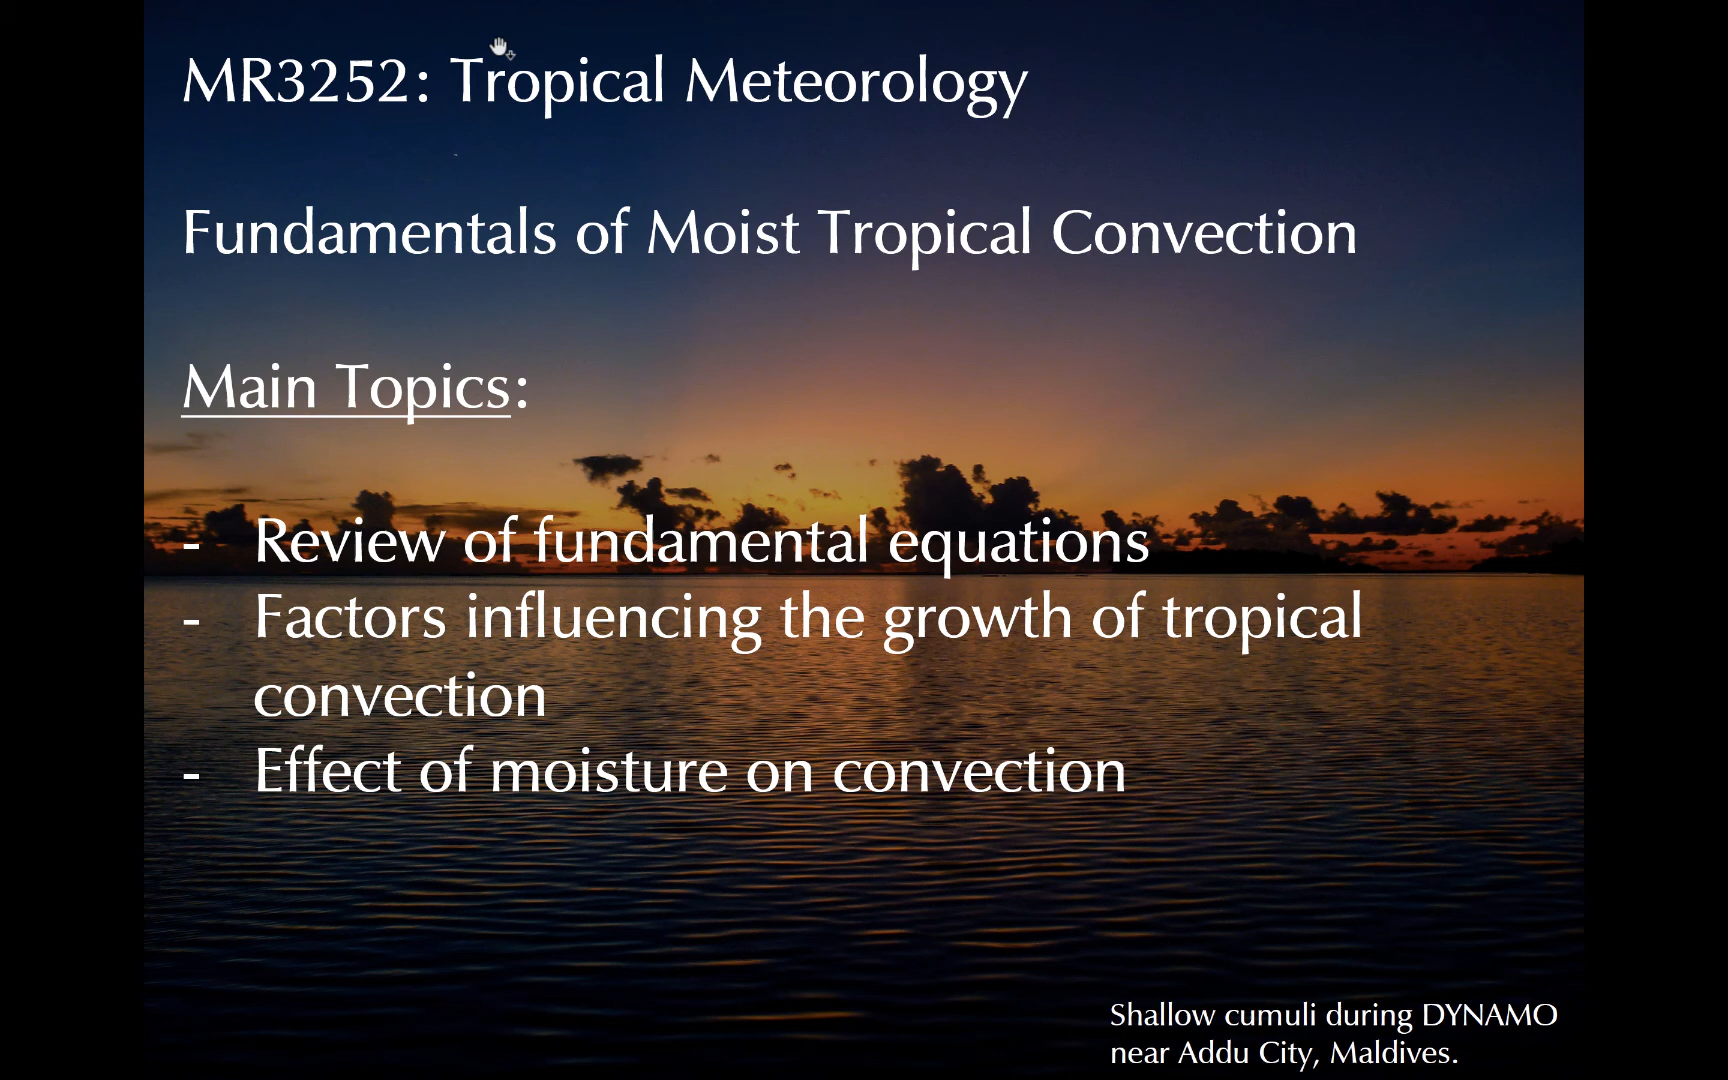 MR3252: Tropical Meteorology
Fundamentals of Moist Tropical Convection
Main Topics:
- Review of fundamental equations
- Factors influencing the growth of tropical
convection
- Effect of moisture on convection
Shallow cumuli during DYNAMO
near Addu City, Maldives.